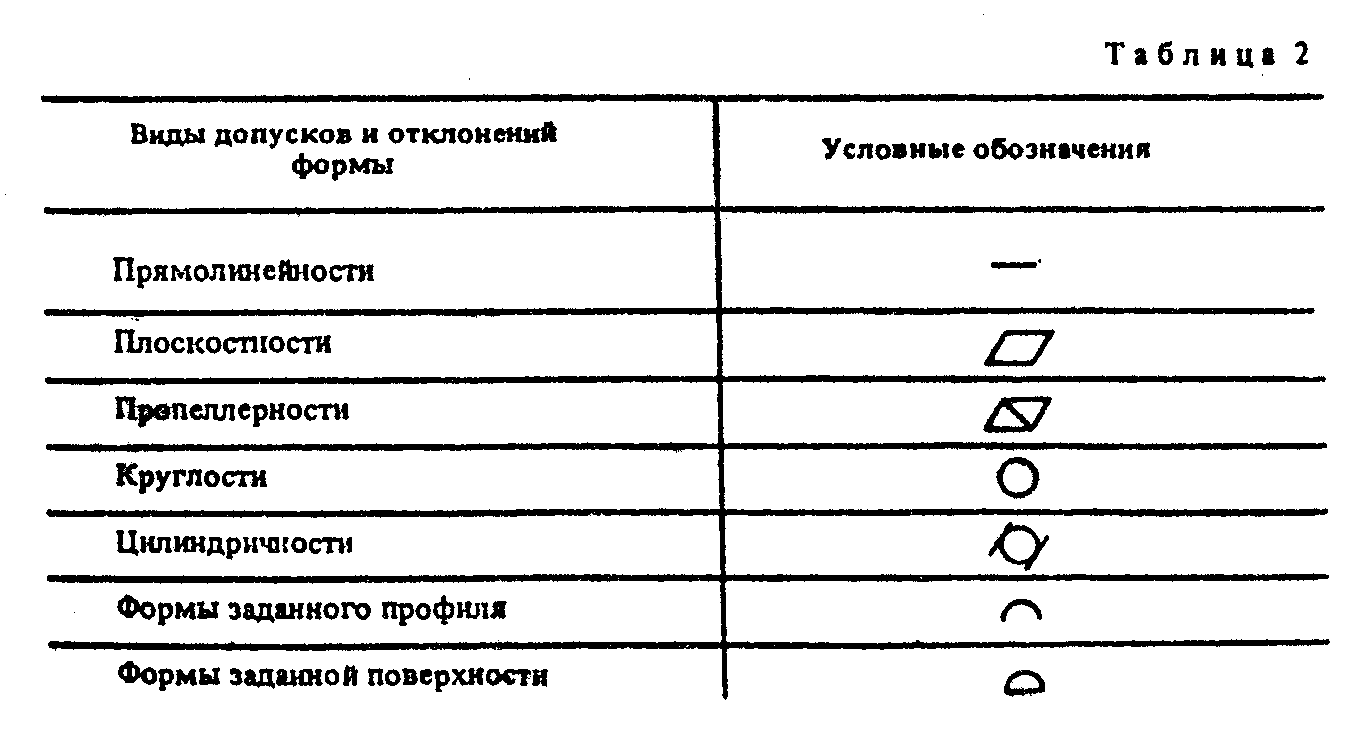 Таблица 2
Виды допусков и отклонений
формы
Условные обозначения
Прямолинейности
Плоскостности
Пропеллерности
Круглости
Цилиндричности
Формы заданного профиля
Формы заданной поверхности